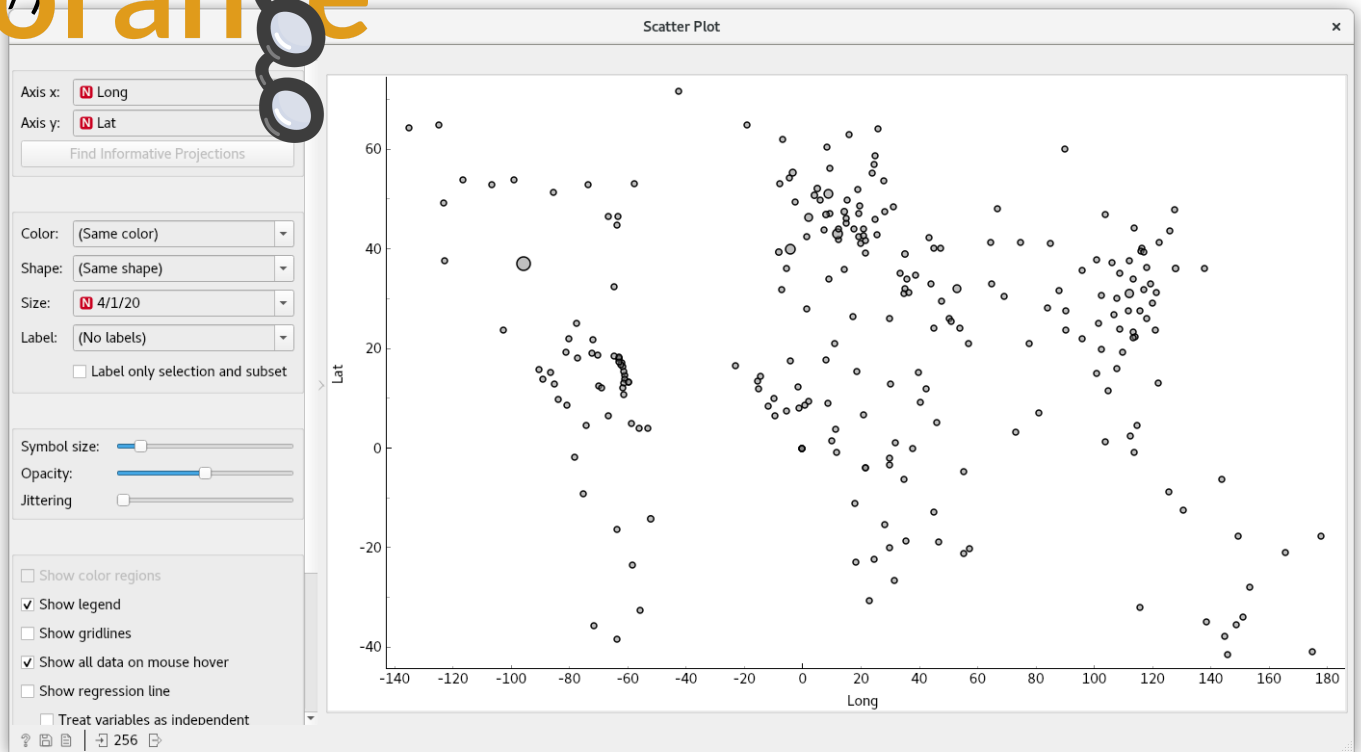 orange
Scatter Plot
Axis x: N Long
Axis y: N Lat
Find Informative Projections
Color: (Same color)
Shape: (Same shape)
Size: N 4/1/20
Label: (No labels)
Label only selection and subset
Symbol size:
Opacity:
Jittering
Show color regions
Show legend
Show gridlines
Show all data on mouse hover
Show regression line
Treat variables as independent
? 256
Lat
60
40
20
0
-20
-40
-140 -120 -100 -80 -60 -40 -20 0 20 40 60 80 100 120 140 160 180
Long